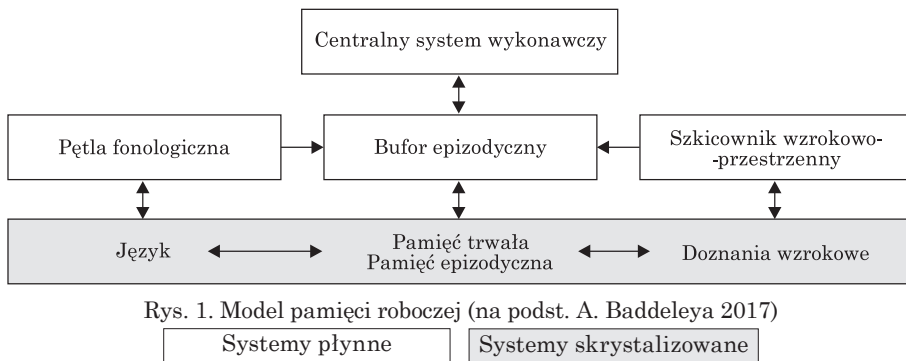 Centralny system wykonawczy
Pętla fonologiczna
Bufor epizodyczny
Szkicownik wzrokowo-
-przestrzenny
Język
Pamięć trwała
Pamięć epizodyczna
Doznania wzrokowe
Rys. 1. Model pamięci roboczej (na podst. A. Baddeleya 2017)
Systemy płynne
Systemy skrystalizowane